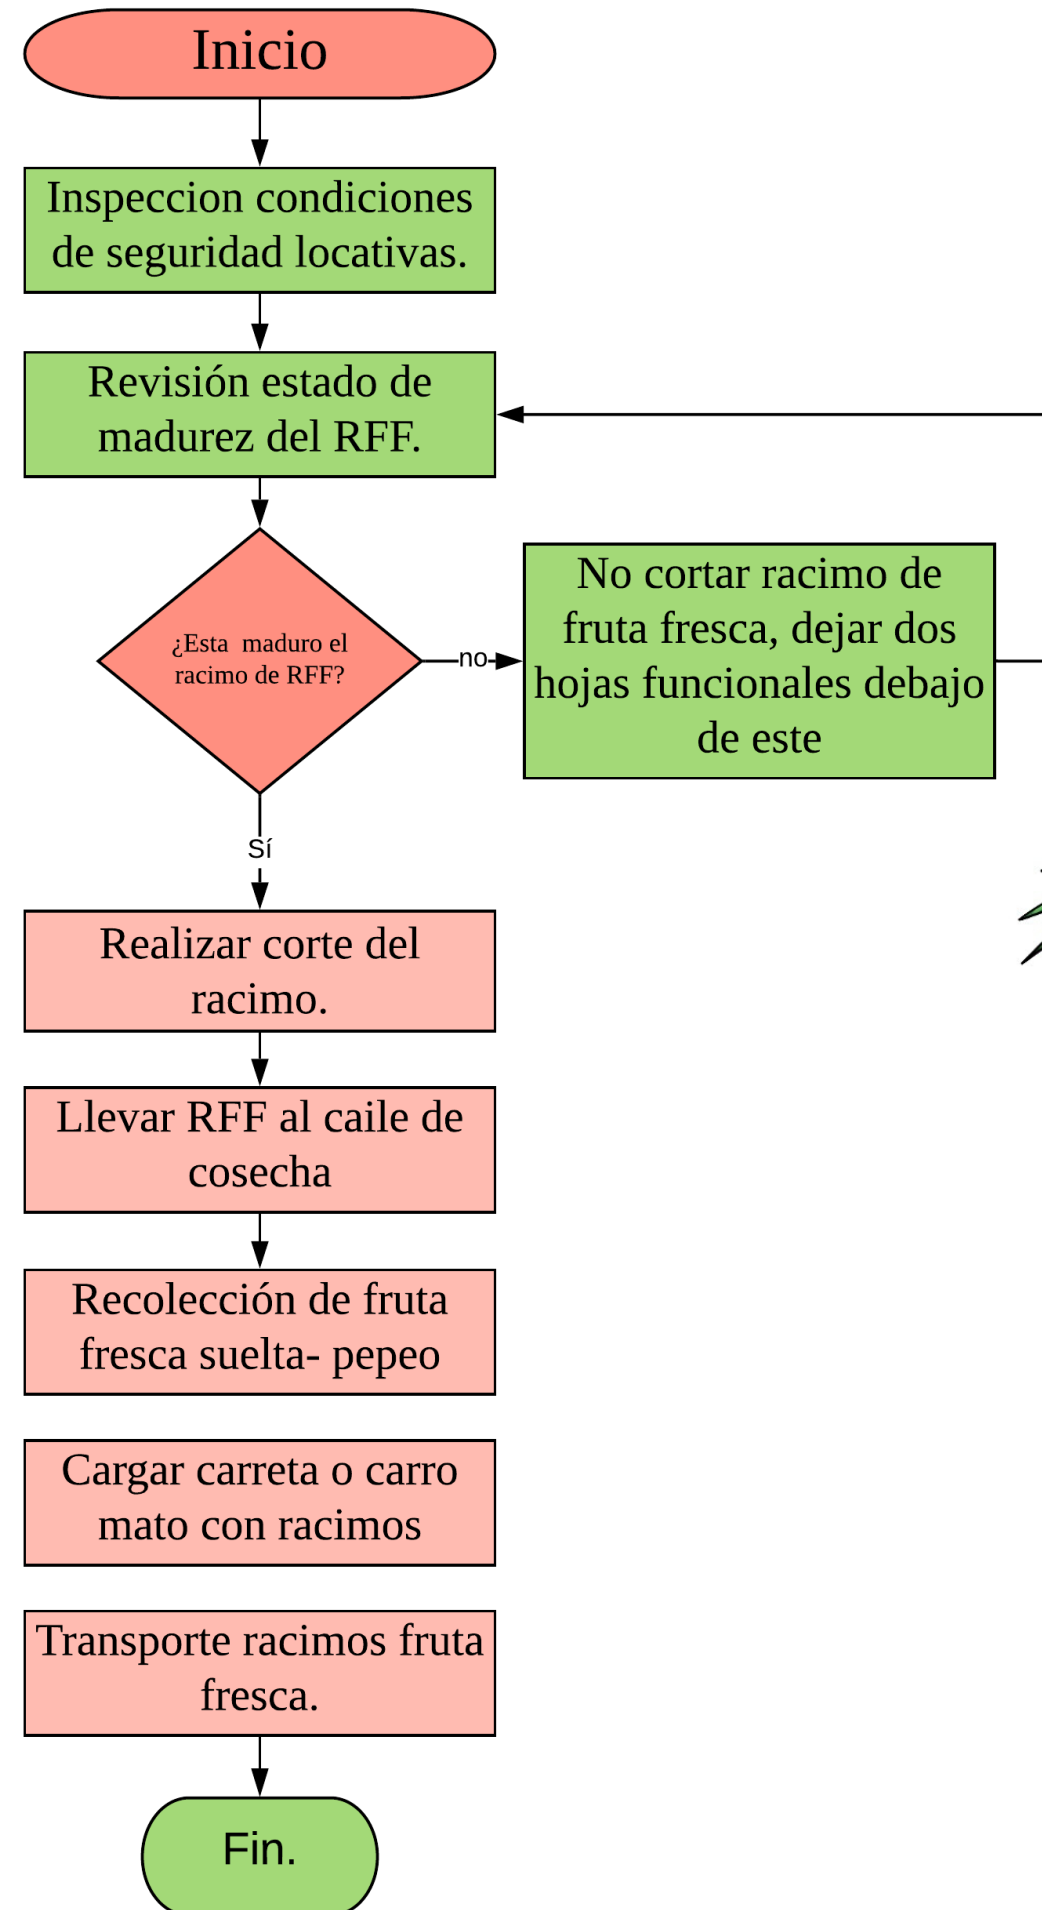 Inicio
Inspeccion condiciones
de seguridad locativas.
Revisión estado de
madurez del RFF.
¿Esta  maduro el
racimo de RFF?
no
No cortar racimo de
fruta fresca, dejar dos
hojas funcionales debajo
de este
Sí
Realizar corte del
racimo.
Llevar RFF al caile de
cosecha
Recolección de fruta
fresca suelta- pepeo
Cargar carreta o carro
mato con racimos
Transporte racimos fruta
fresca.
Fin.